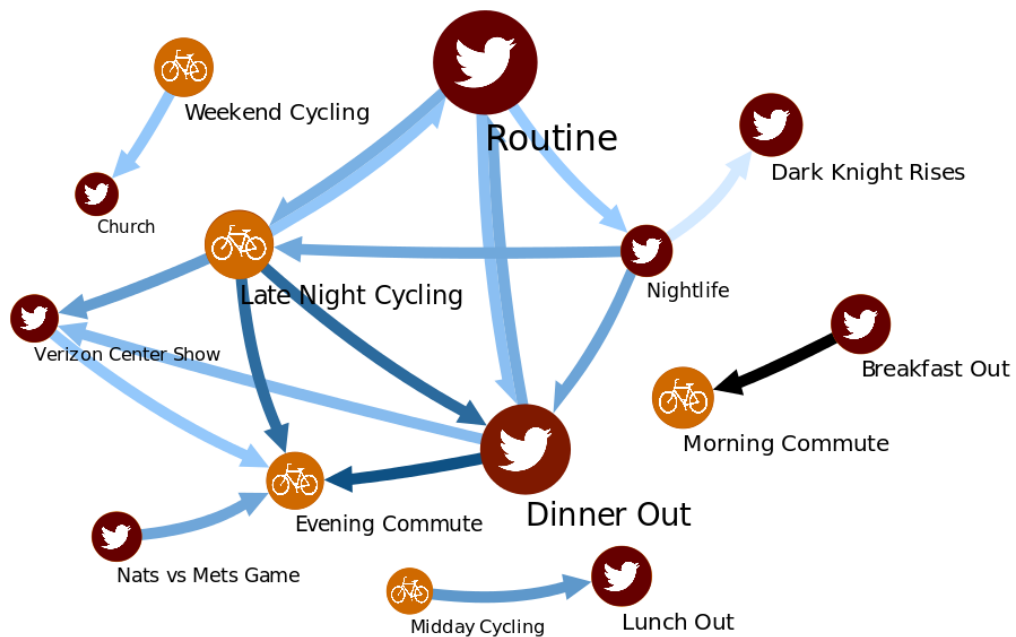 Weekend Cycling
Routine
Dark Knight Rises
Church
Late Night Cycling
Nightlife
Verizon Center Show
Breakfast Out
Morning Commute
Evening Commute
Dinner Out
Nats vs Mets Game
Midday Cycling
Lunch Out